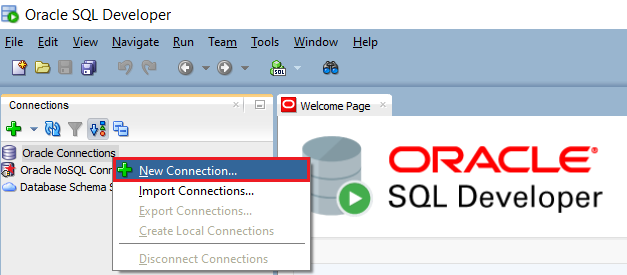 Oracle SQL Developer
File Edit View Navigate Run Team Tools Window Help
SQL
Connections
Welcome Page
Oracle Connections
New Connection...
Oracle NoSQL Conn
Import Connections...
Database Schema S
Export Connections...
Create Local Connections
Disconnect Connections
ORACLE®
SQL Developer